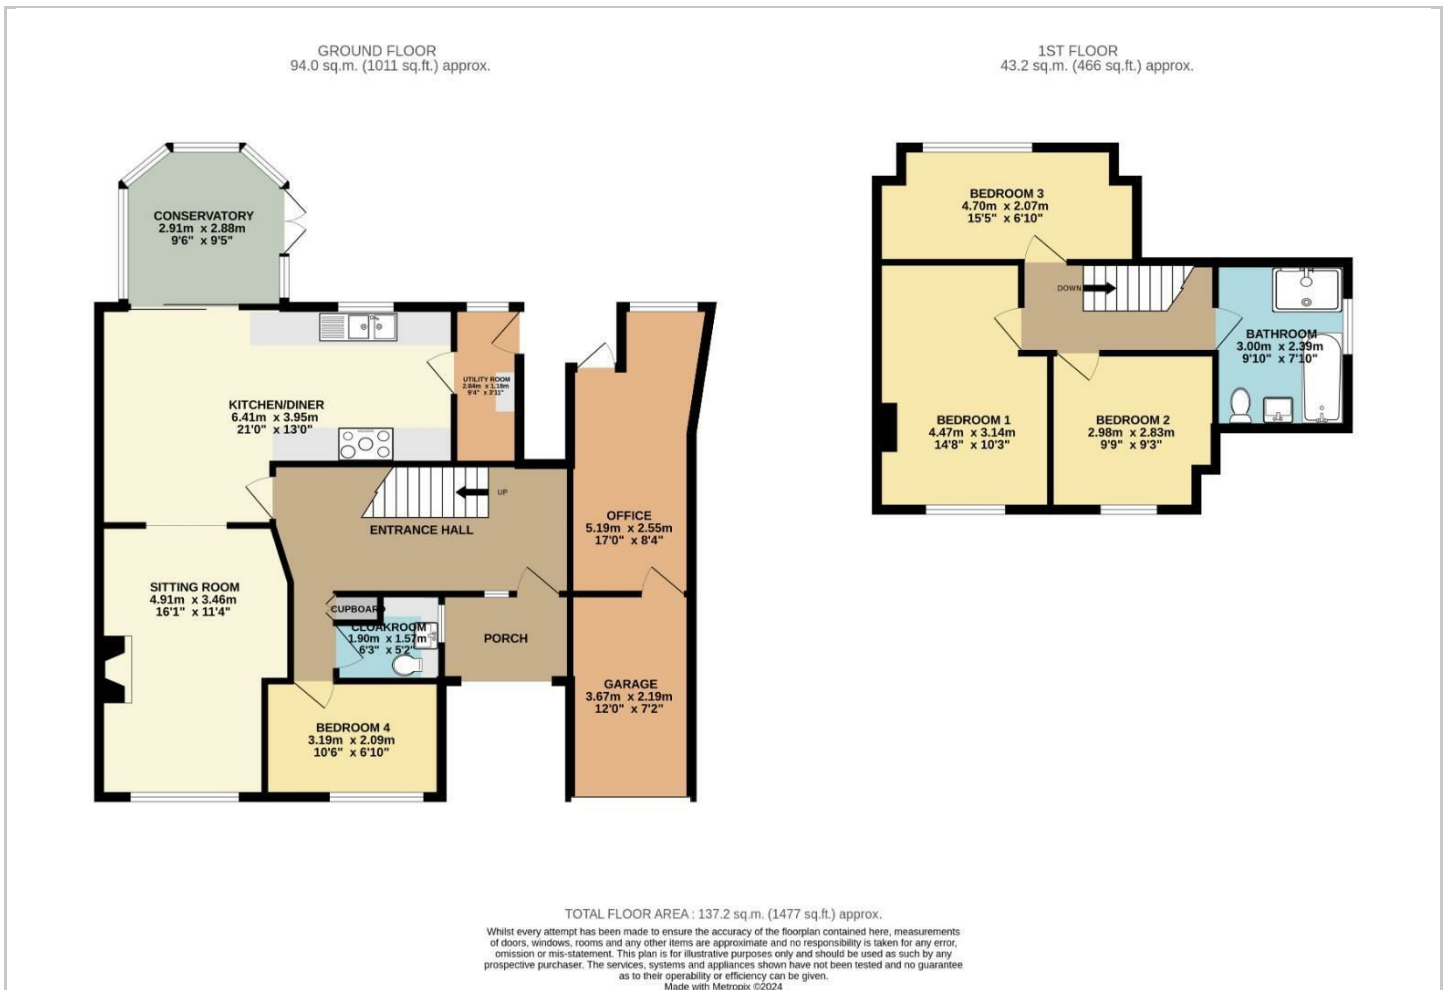 GROUND FLOOR
94.0 sq.m. (1011 sq.ft.) approx.
1ST FLOOR
43.2 sq.m. (466 sq.ft.) approx.
CONSERVATORY
2.91m x 2.88m
9'6" x 9'5"
UTILITY ROOM
2.84m x 1.18m
9'4" x 3'11"
KITCHEN/DINER
6.41m x 3.95m
21'0" x 13'0"
UP
ENTRANCE HALL
OFFICE
5.19m x 2.55m
17'0" x 8'4"
SITTING ROOM
4.91m x 3.46m
16'1" x 11'4"
CUPBOARD
CLOAKROOM
1.90m x 1.57m
6'3" x 5'2"
PORCH
GARAGE
3.67m x 2.19m
12'0" x 7'2"
BEDROOM 4
3.19m x 2.09m
10'6" x 6'10"
BEDROOM 3
4.70m x 2.07m
15'5" x 6'10"
DOWN
BATHROOM
3.00m x 2.39m
9'10" x 7'10"
BEDROOM 1
4.47m x 3.14m
14'8" x 10'3"
BEDROOM 2
2.98m x 2.83m
9'9" x 9'3"
TOTAL FLOOR AREA : 137.2 sq.m. (1477 sq.ft.) approx.
Whilst every attempt has been made to ensure the accuracy of the floorplan contained here, measurements
of doors, windows, rooms and any other items are approximate and no responsibility is taken for any error,
omission or mis-statement. This plan is for illustrative purposes only and should be used as such by any
prospective purchaser. The services, systems and appliances shown have not been tested and no guarantee
as to their operability or efficiency can be given.
Made with Metropix ©2024